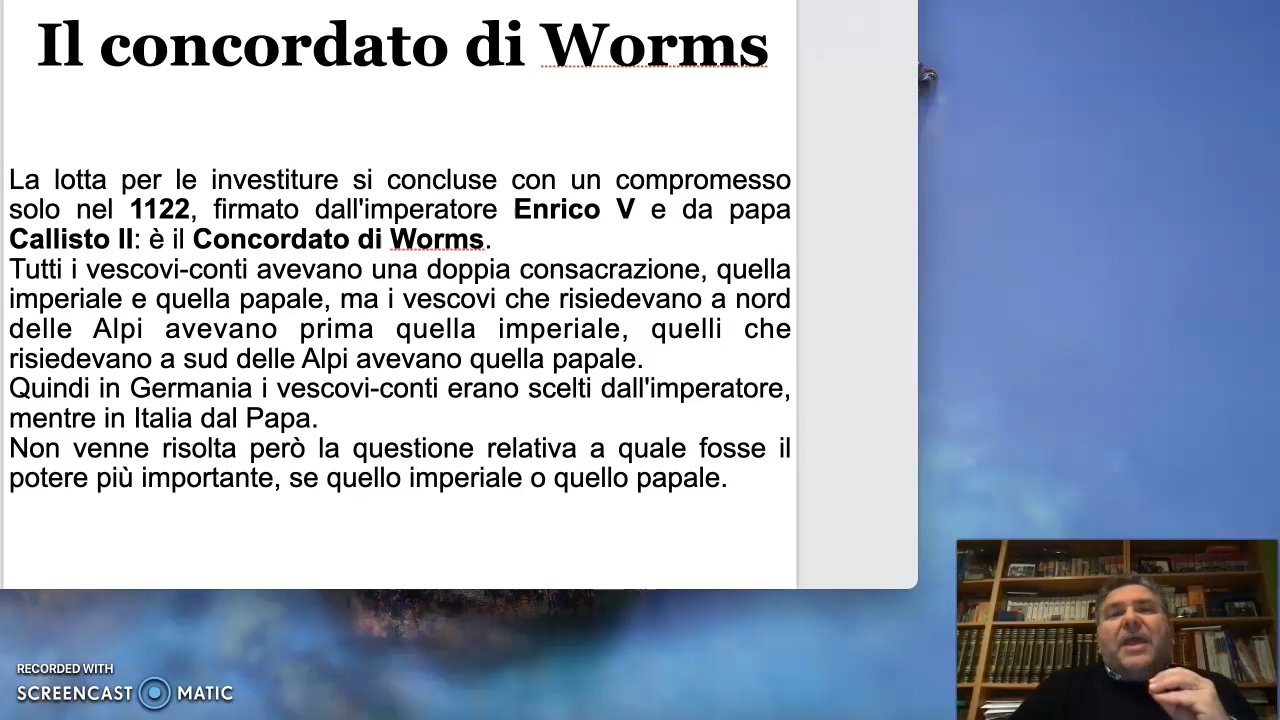 Il concordato di Worms
La lotta per le investiture si concluse con un compromesso
solo nel 1122, firmato dall'imperatore Enrico V e da papa
Callisto II: è il Concordato di Worms.
Tutti i vescovi-conti avevano una doppia consacrazione, quella
imperiale e quella papale, ma i vescovi che risiedevano a nord
delle Alpi avevano prima quella imperiale, quelli che
risiedevano a sud delle Alpi avevano quella papale.
Quindi in Germania i vescovi-conti erano scelti dall'imperatore,
mentre in Italia dal Papa.
Non venne risolta però la questione relativa a quale fosse il
potere più importante, se quello imperiale o quello papale.
RECORDED WITH
SCREENCAST MATIC